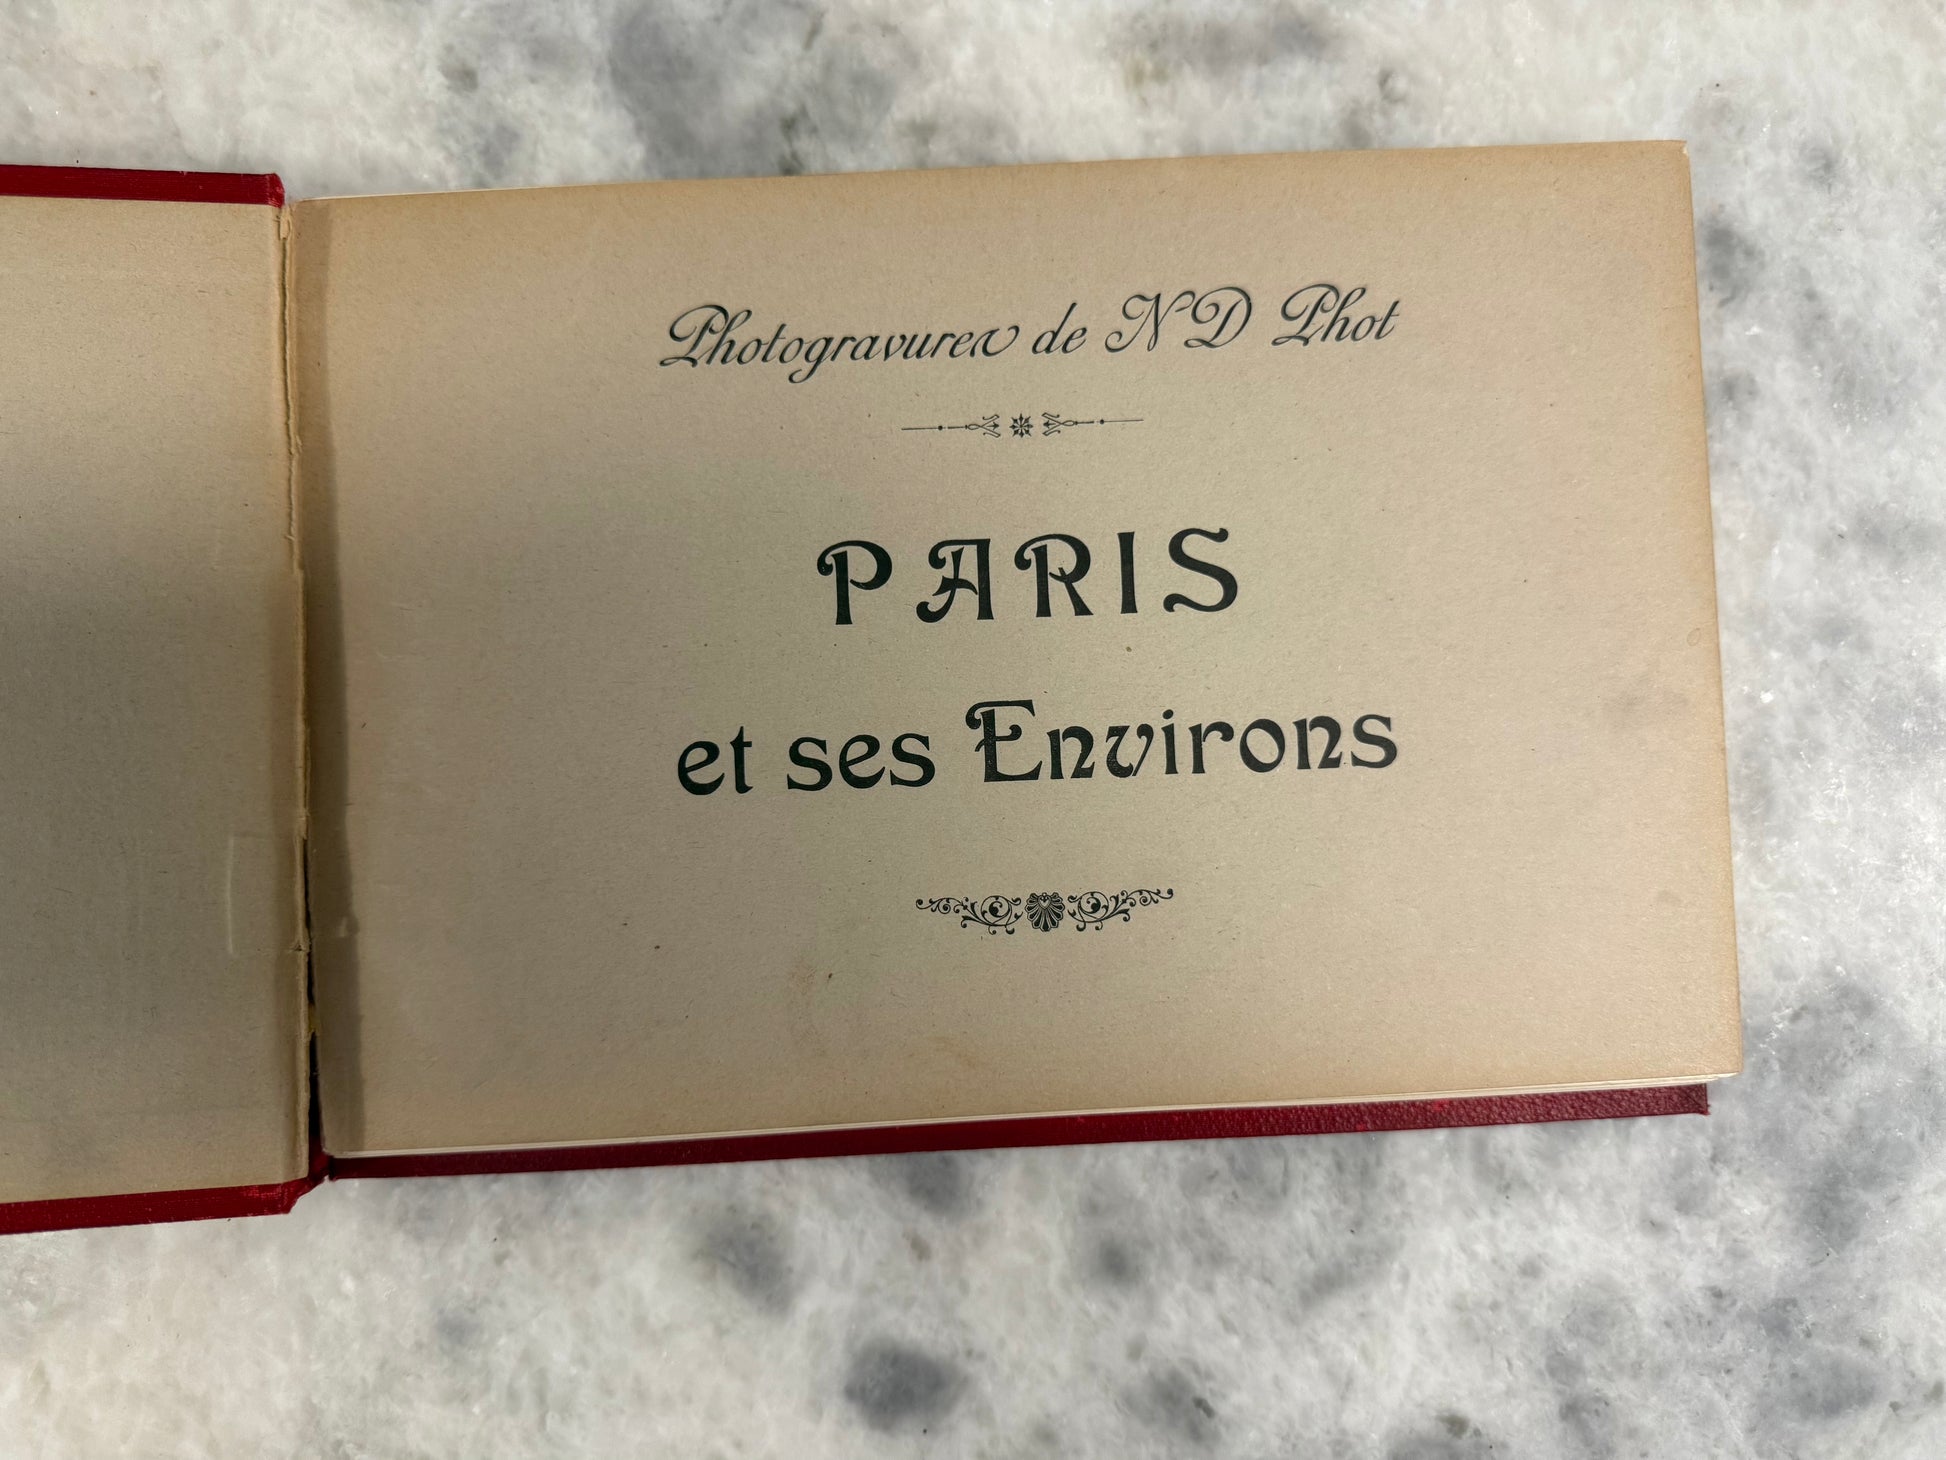 Photogravures de ND Phot
PARIS
et ses Environs